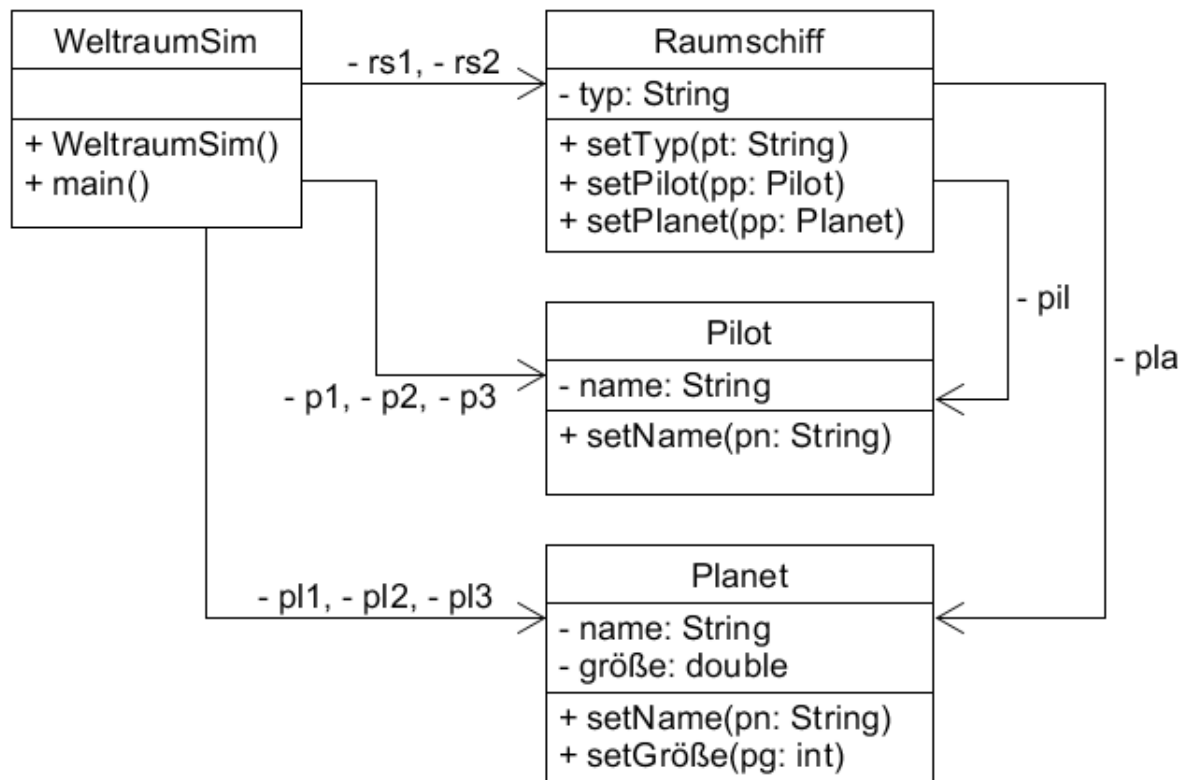 WeltraumSim
+ WeltraumSim()
+ main()
- rs1, - rs2
Raumschiff
- typ: String
+ setTyp(pt: String)
+ setPilot(pp: Pilot)
+ setPlanet(pp: Planet)
- pil
- pla
- p1, - p2, - p3
Pilot
- name: String
+ setName(pn: String)
- pl1, - pl2, - pl3
Planet
- name: String
- größe: double
+ setName(pn: String)
+ setGröße(pg: int)